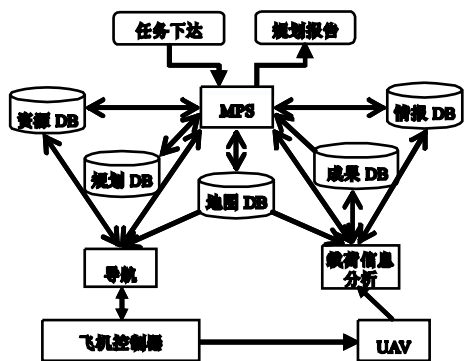 任务下达
规划报告
资源 DB
MPS
情报 DB
规划 DB
成果 DB
地图 DB
导航
载荷信息
分析
飞机控制器
UAV